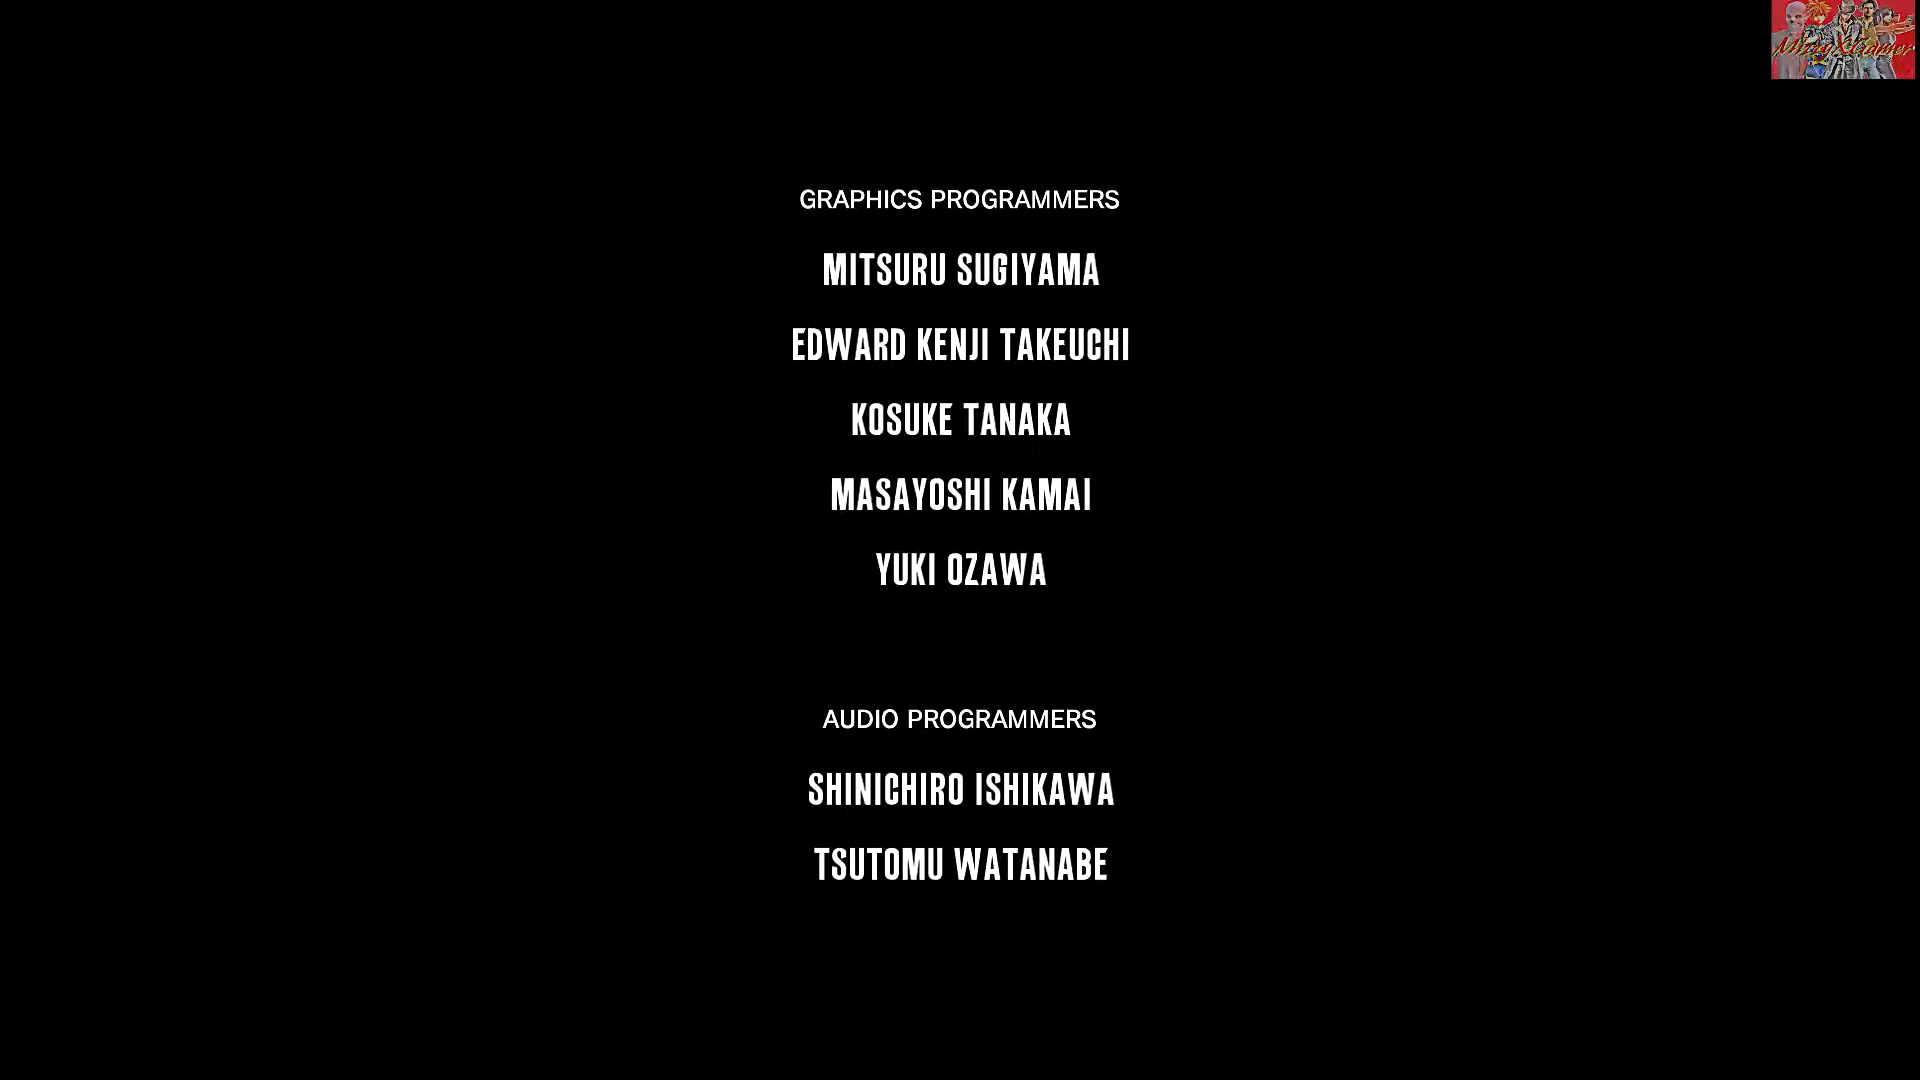 GRAPHICS PROGRAMMERS
MITSURU SUGIYAMA
EDWARD KENJI TAKEUCHI
KOSUKE TANAKA
MASAYOSHI KAMAI
YUKI OZAWA
AUDIO PROGRAMMERS
SHINICHIRO ISHIKAWA
TSUTOMU WATANABE